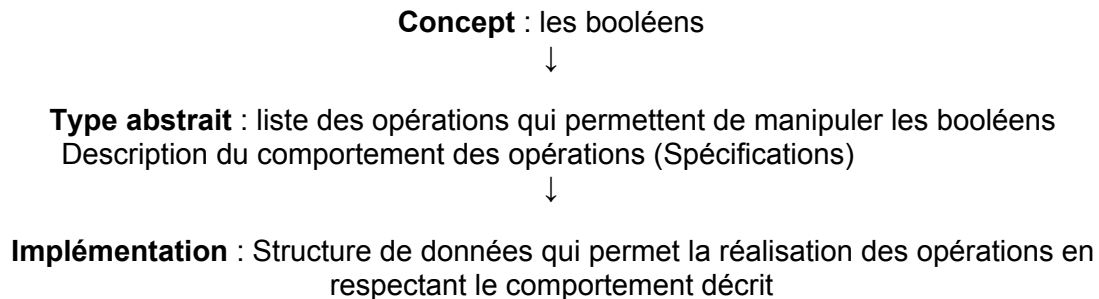 Concept : les booléens
↓
Type abstrait : liste des opérations qui permettent de manipuler les booléens
Description du comportement des opérations (Spécifications)
↓
Implémentation : Structure de données qui permet la réalisation des opérations en
respectant le comportement décrit